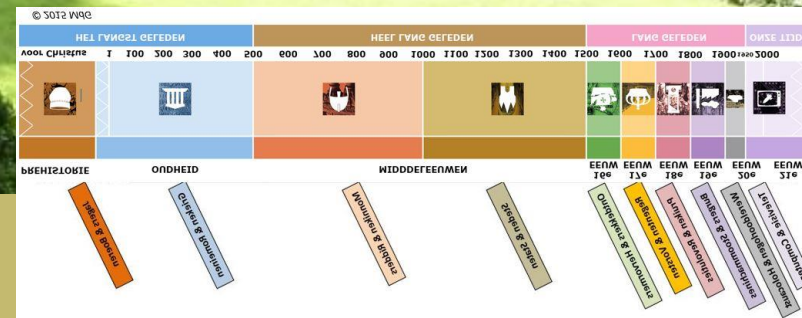 Jagers & Boeren
Grieken & Romeinen
Monniken & Ridders
Steden & Staten
Ontdekkers & Hervormers
Regenten & Vorsten
Pruiken & Revoluties
Burgers & Stoommachines
Wereldoorlogen & Holocaust
Televisie & Computer
16e 17e 18e 19e 20e 21e
PREHISTORIE OUDHEID MIDDDELEEUWEN EEUW EEUW EEUW EEUW EEUW EEUW
voor Christus 1 100 200 300 400 500 600 700 800 900 1000 1100 1200 1300 1400 1500 1600 1700 1800 1900 1950 2000
HET LANGST GELEDEN HEEL LANG GELEDEN LANG GELEDEN ONZE TIJD
© 2015 MdG